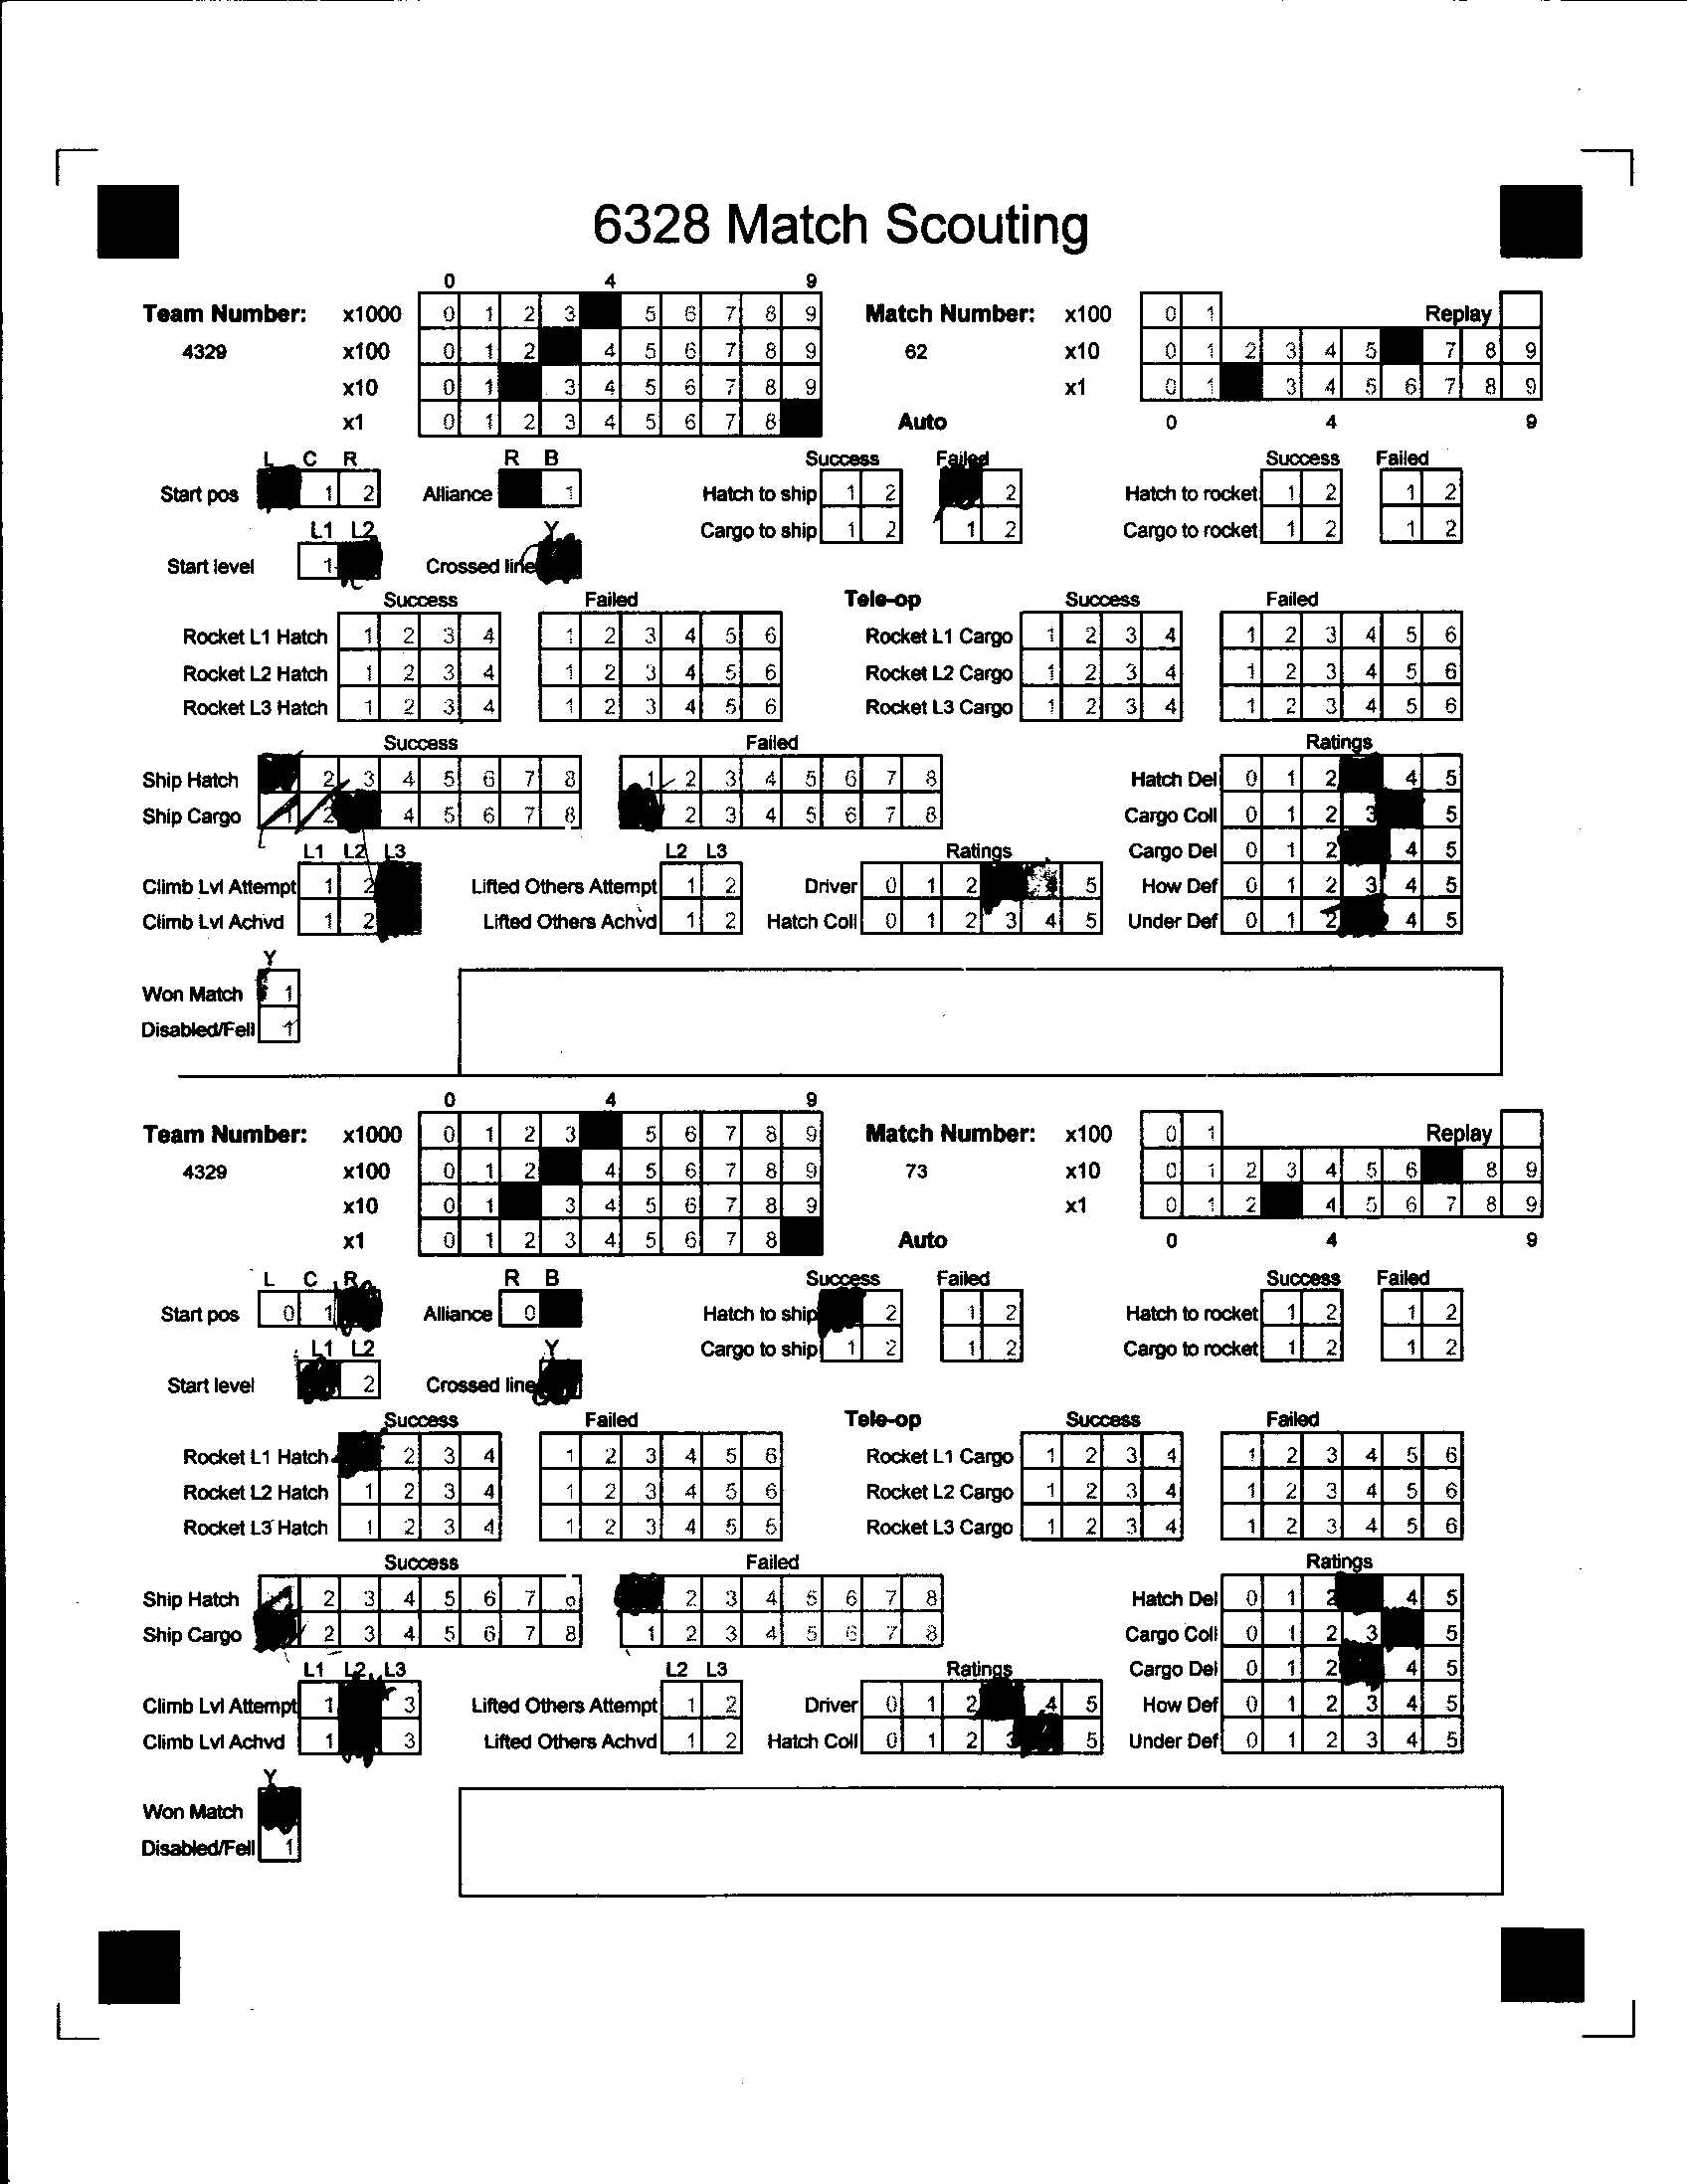 6328 Match Scouting
0 4 9
Team Number: x1000 0 1 2 3 5 6 7 8 9 Match Number: x100 0 1 Replay
4329 x100 0 1 2 4 5 6 7 8 9 62 x10 0 1 2 3 4 5 7 8 9
x10 0 1 3 4 5 6 7 8 9 x1 0 1 3 4 5 6 7 8 9
x1 0 1 2 3 4 5 6 7 8 Auto 0 4 9
L C R R B Success Failed Success Failed
Start pos 1 2 Alliance 1 Hatch to ship 1 2 2 Hatch to rocket 1 2 1 2
L1 L2 Y Cargo to ship 1 2 1 2 Cargo to rocket 1 2 1 2
Start level 1 Crossed line
Success Failed Tele-op Success Failed
Rocket L1 Hatch 1 2 3 4 1 2 3 4 5 6 Rocket L1 Cargo 1 2 3 4 1 2 3 4 5 6
Rocket L2 Hatch 1 2 3 4 1 2 3 4 5 6 Rocket L2 Cargo 1 2 3 4 1 2 3 4 5 6
Rocket L3 Hatch 1 2 3 4 1 2 3 4 5 6 Rocket L3 Cargo 1 2 3 4 1 2 3 4 5 6
Success Failed Ratings
Ship Hatch 2 3 4 5 6 7 8 1 2 3 4 5 6 7 8 Hatch Del 0 1 2 4 5
Ship Cargo 1 2 4 5 6 7 8 2 3 4 5 6 7 8 Cargo Coll 0 1 2 3 5
L1 L2 L3 L2 L3 Ratings Cargo Del 0 1 2 4 5
Climb Lvl Attempt 1 2 Lifted Others Attempt 1 2 Driver 0 1 2 4 5 How Def 0 1 2 3 4 5
Climb Lvl Achvd 1 2 Lifted Others Achvd 1 2 Hatch Coll 0 1 2 3 4 5 Under Def 0 1 2 4 5
Y
Won Match 1
Disabled/Fell 1
0 4 9
Team Number: x1000 0 1 2 3 5 6 7 8 9 Match Number: x100 0 1 Replay
4329 x100 0 1 2 4 5 6 7 8 9 73 x10 0 1 2 3 4 5 6 8 9
x10 0 1 3 4 5 6 7 8 9 x1 0 1 2 4 5 6 7 8 9
x1 0 1 2 3 4 5 6 7 8 Auto 0 4 9
L C R R B Success Failed Success Failed
Start pos 0 1 Alliance 0 Hatch to ship 2 1 2 Hatch to rocket 1 2 1 2
L1 L2 Y Cargo to ship 1 2 1 2 Cargo to rocket 1 2 1 2
Start level 2 Crossed line
Success Failed Tele-op Success Failed
Rocket L1 Hatch 2 3 4 1 2 3 4 5 6 Rocket L1 Cargo 1 2 3 4 1 2 3 4 5 6
Rocket L2 Hatch 1 2 3 4 1 2 3 4 5 6 Rocket L2 Cargo 1 2 3 4 1 2 3 4 5 6
Rocket L3 Hatch 1 2 3 4 1 2 3 4 5 6 Rocket L3 Cargo 1 2 3 4 1 2 3 4 5 6
Success Failed Ratings
Ship Hatch 2 3 4 5 6 7 2 3 4 5 6 7 8 Hatch Del 0 1 2 4 5
Ship Cargo 2 3 4 5 6 7 8 1 2 3 4 5 6 7 8 Cargo Coll 0 1 2 3 5
L1 L2 L3 L2 L3 Ratings Cargo Del 0 1 2 4 5
Climb Lvl Attempt 1 3 Lifted Others Attempt 1 2 Driver 0 1 2 4 5 How Def 0 1 2 3 4 5
Climb Lvl Achvd 1 3 Lifted Others Achvd 1 2 Hatch Coll 0 1 2 3 5 Under Def 0 1 2 3 4 5
Y
Won Match
Disabled/Fell 1